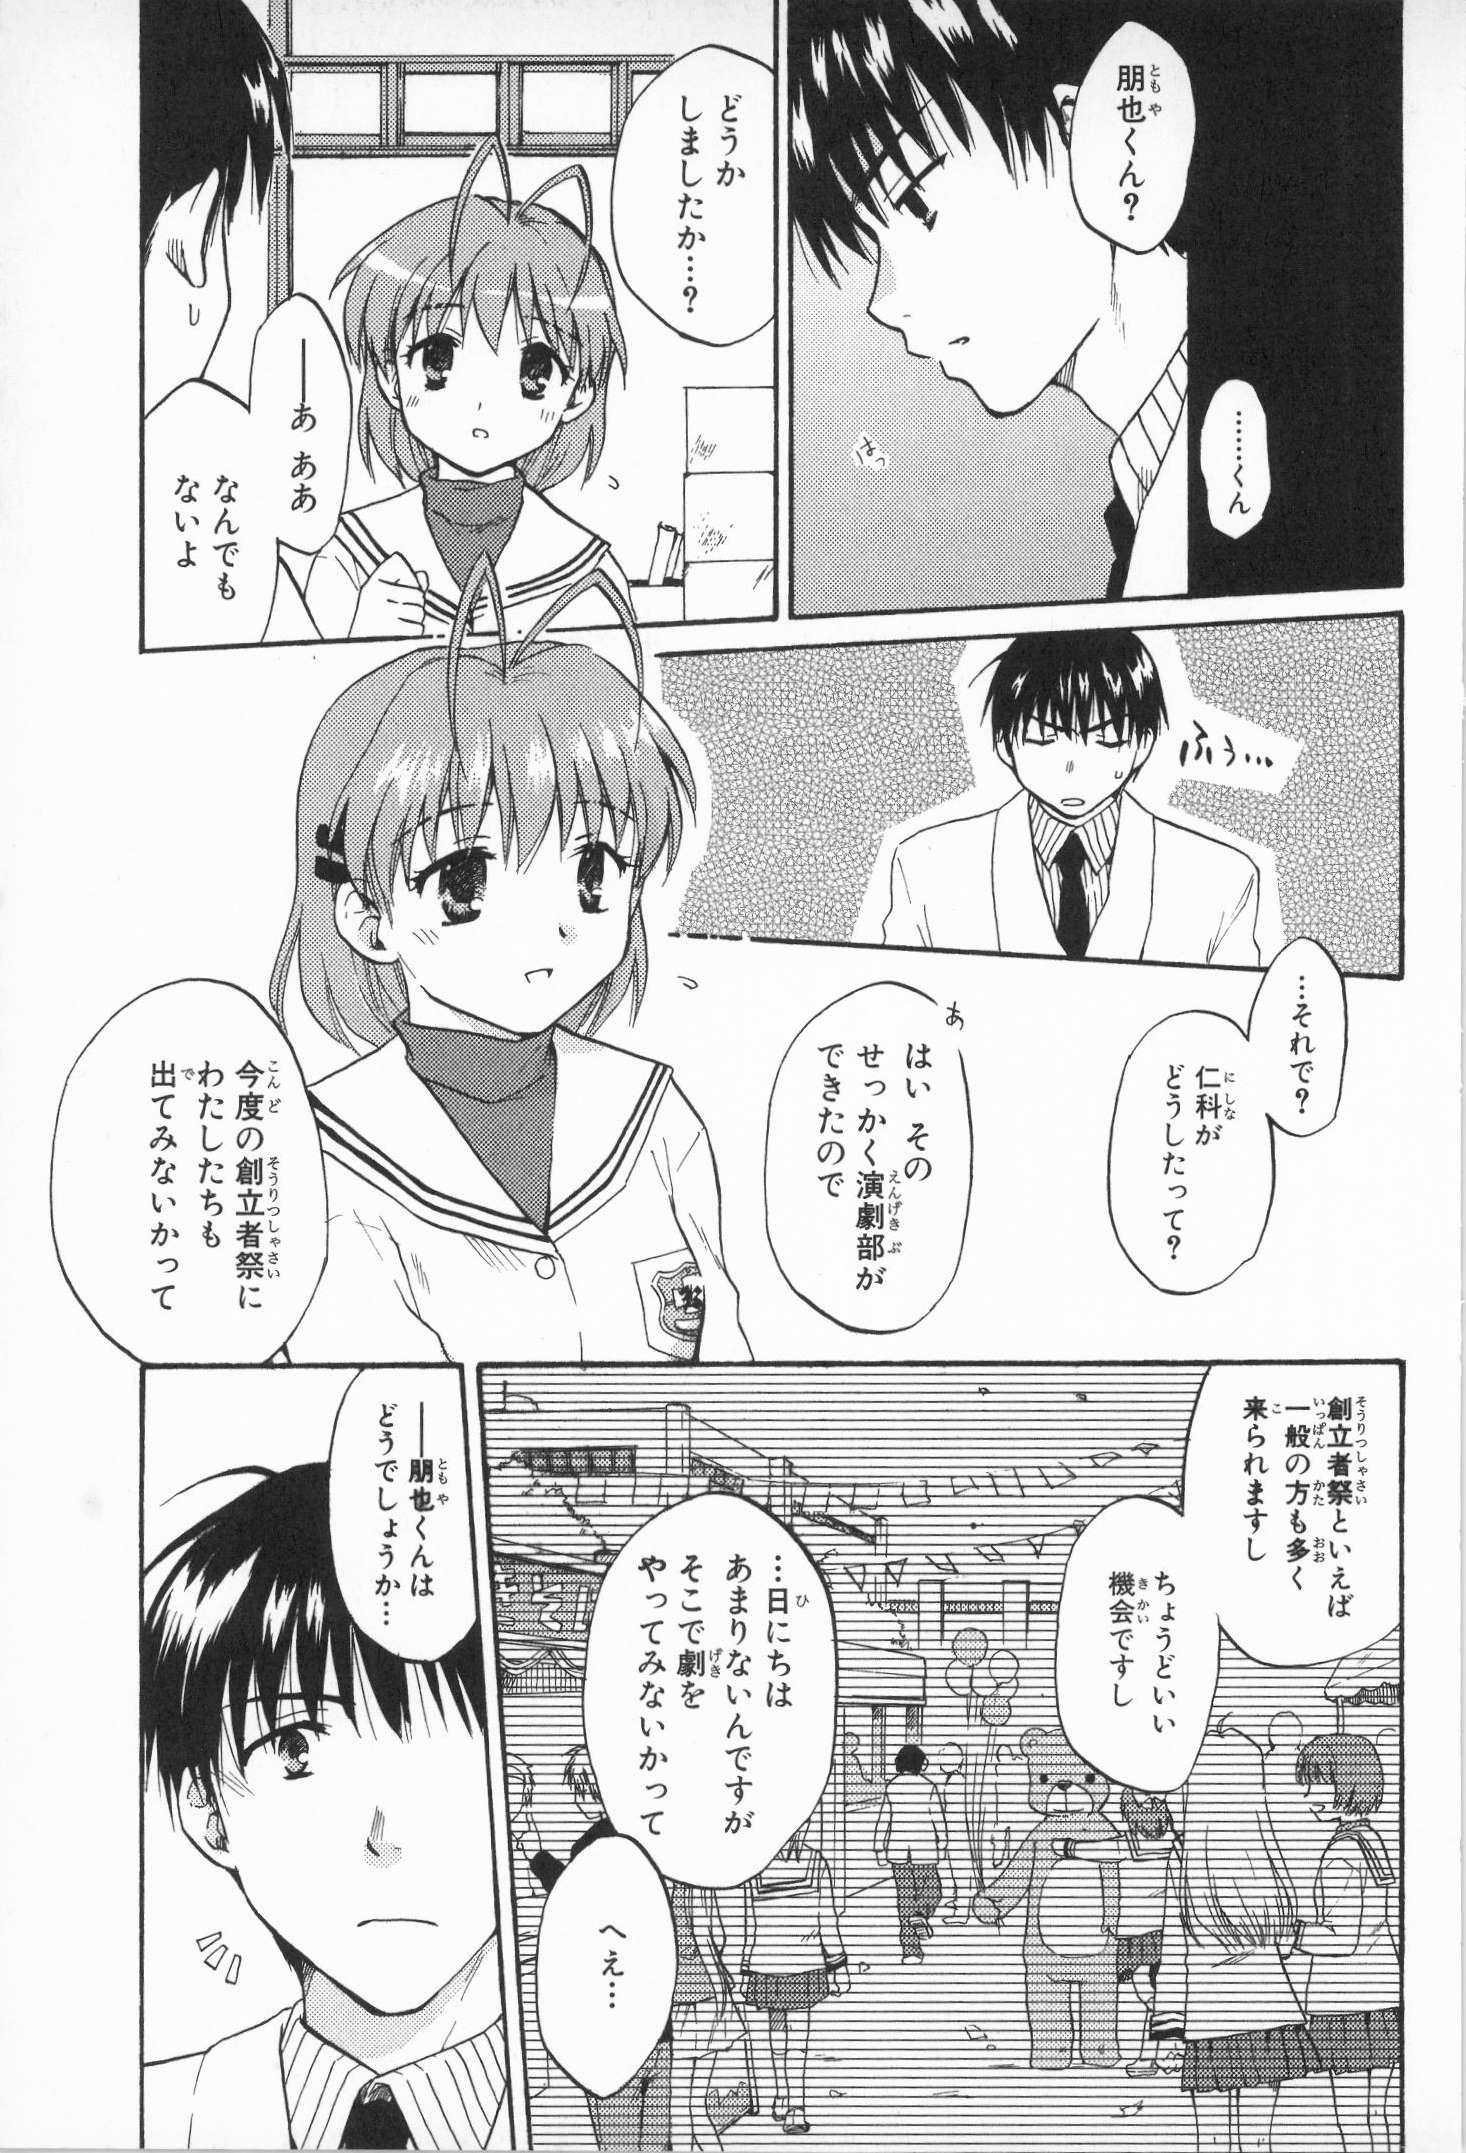 ………くん
朋也くん？
はっ
どうか
しましたか…？
――あ ああ
なんでも
ないよ
ふぅ…
…それで？
仁科が
どうしたって？
あ
はい その
せっかく演劇部が
できたので
今度の創立者祭に
わたしたちも
出てみないかって
創立者祭といえば
一般の方も多く
来られますし
ちょうどいい
機会ですし
…日にちは
あまりないんですが
そこで劇を
やってみないかって
へえ…
――朋也くんは
どうでしょうか…